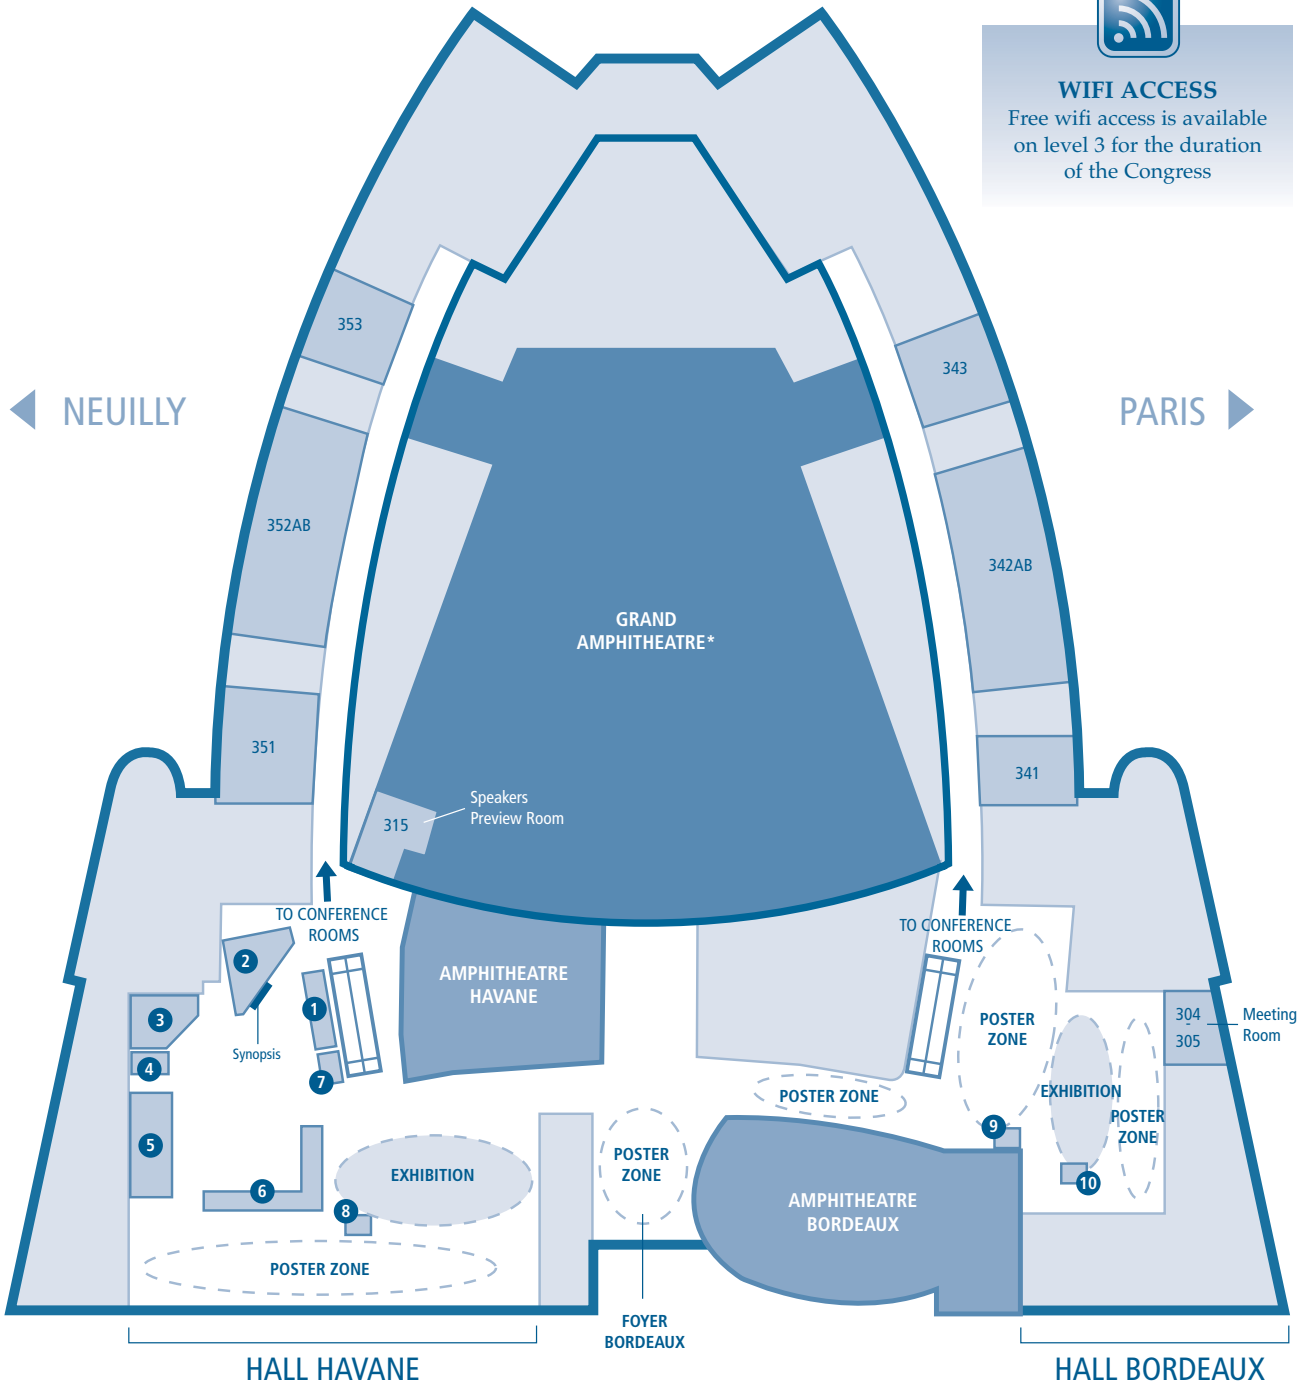 WIFI ACCESS
Free wifi access is available
on level 3 for the duration
of the Congress
353
343
NEUILLY
PARIS
352AB
342AB
GRAND
AMPHITHEATRE*
351
341
Speakers
Preview Room
315
TO CONFERENCE
ROOMS
TO CONFERENCE
ROOMS
2
AMPHITHEATRE
HAVANE
1
3
Synopsis
4
7
POSTER
ZONE
304
-
305
Meeting
Room
EXHIBITION
POSTER
ZONE
POSTER ZONE
9
5
6
EXHIBITION
8
POSTER
ZONE
AMPHITHEATRE
BORDEAUX
10
POSTER ZONE
FOYER
BORDEAUX
HALL HAVANE
HALL BORDEAUX